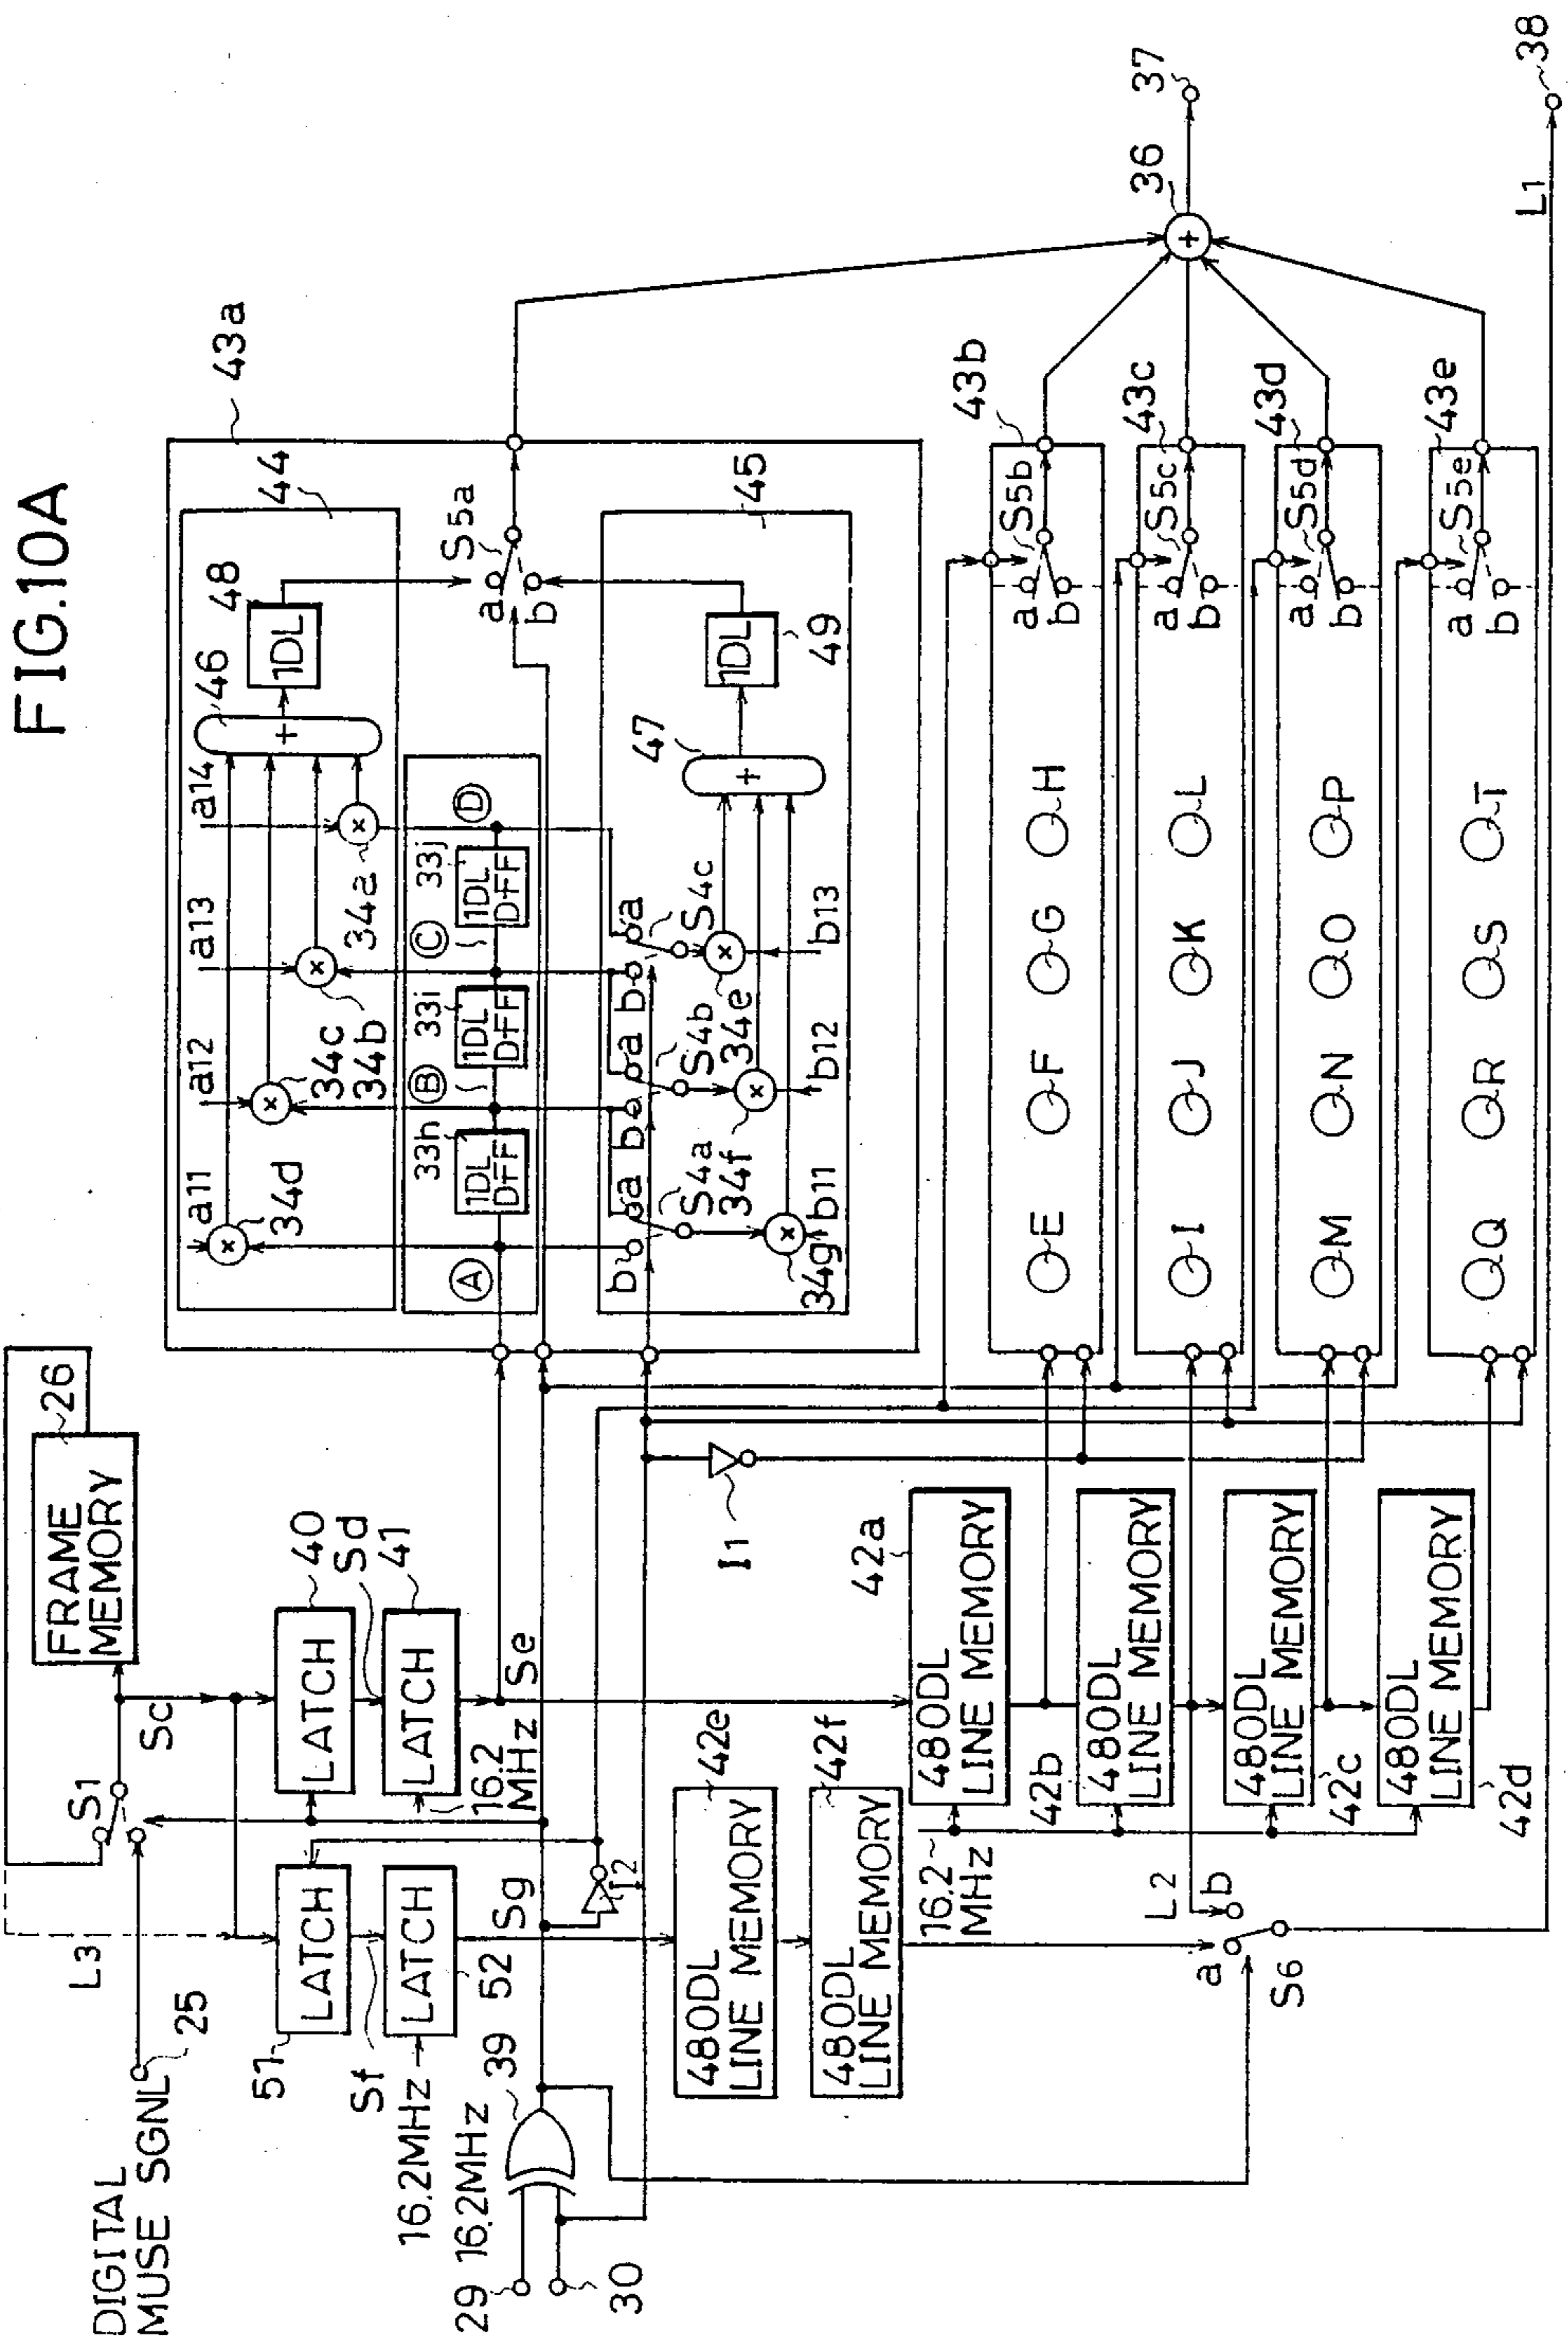 FIG.10A
DIGITAL
MUSE SGNL
25
L3
S1
Sc
FRAME
MEMORY
26
51
LATCH
Sf
LATCH
52
16.2MHz
16.2MHz
LATCH
40
Sd
LATCH
41
16.2
MHz
Se
Sg
29
30
39
I2
I1
480DL
LINE MEMORY
42e
480DL
LINE MEMORY
42f
480DL
LINE MEMORY
42a
480DL
LINE MEMORY
42b
480DL
LINE MEMORY
42c
480DL
LINE MEMORY
42d
16.2
MHz
L2
a
b
S6
43a
44
a11
a12
a13
a14
34d
34c
34b
34a
46
+
1DL
48
A
33h
1DL
DFF
B
33i
1DL
DFF
C
33j
1DL
DFF
D
S5a
a
b
45
b
a
S4a
b
a
S4b
b
a
S4c
34g
34f
34e
b11
b12
b13
47
+
1DL
49
E
F
G
H
a
b
S5b
43b
I
J
K
L
a
b
S5c
43c
M
N
O
P
a
b
S5d
43d
Q
R
S
T
a
b
S5e
43e
36
+
37
L1
38